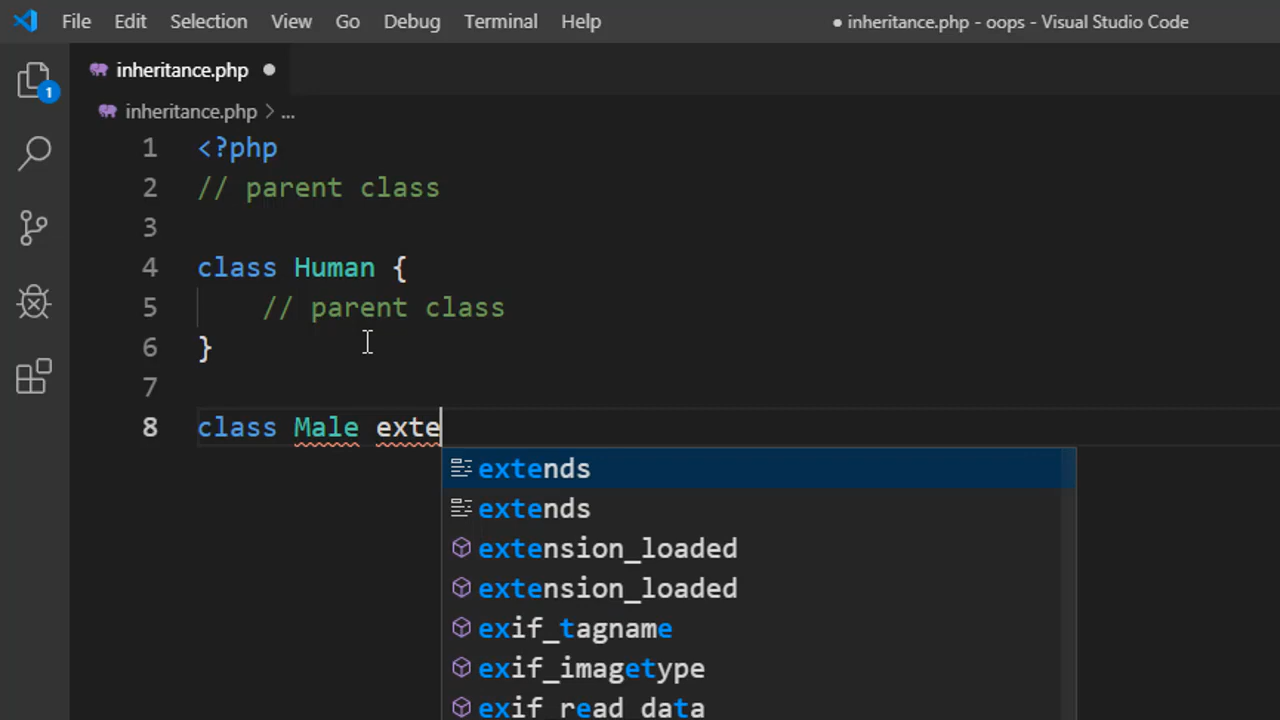 File Edit Selection View Go Debug Terminal Help ● inheritance.php - oops - Visual Studio Code
inheritance.php ●
1
inheritance.php > ...
1 <?php
2 // parent class
3
4 class Human {
5 // parent class
6 }
7
8 class Male exte
extends
extends
extension_loaded
extension_loaded
exif_tagname
exif_imagetype
exif_read_data